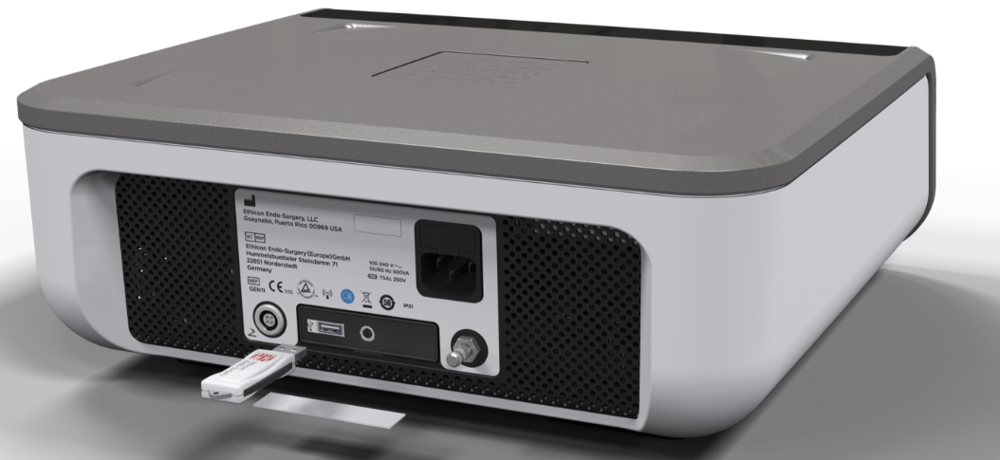 Ethicon Endo-Surgery, LLC
Guaynabo, Puerto Rico 00969 USA
EC REP
Ethicon Endo-Surgery (Europe) GmbH
Hummelsbuetteler Steindamm 71
22851 Norderstedt
Germany
100-240 V
50/60 Hz 500VA
T5AL 250V
REF
GEN11
CE
IPX1